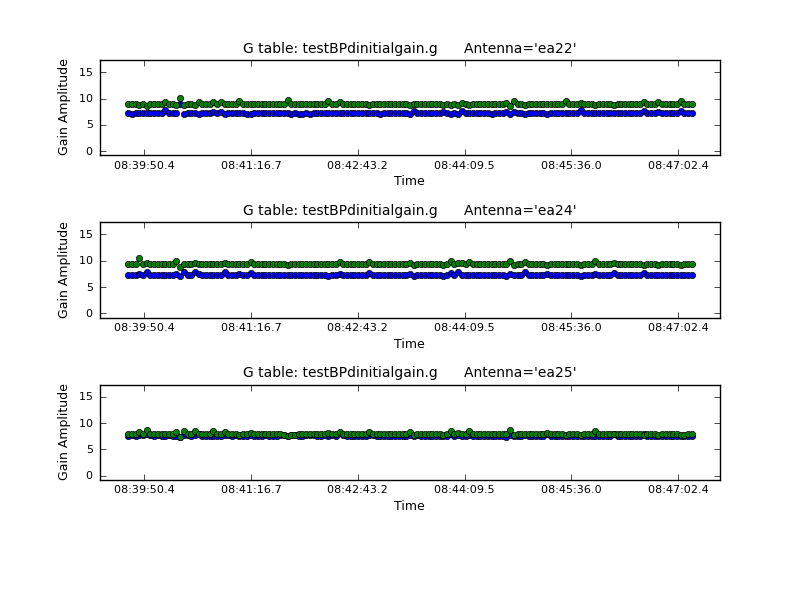 G table: testBPdinitialgain.g Antenna='ea22'
Gain Amplitude
15
10
5
0
08:39:50.4 08:41:16.7 08:42:43.2 08:44:09.5 08:45:36.0 08:47:02.4
Time
G table: testBPdinitialgain.g Antenna='ea24'
Gain Amplitude
15
10
5
0
08:39:50.4 08:41:16.7 08:42:43.2 08:44:09.5 08:45:36.0 08:47:02.4
Time
G table: testBPdinitialgain.g Antenna='ea25'
Gain Amplitude
15
10
5
0
08:39:50.4 08:41:16.7 08:42:43.2 08:44:09.5 08:45:36.0 08:47:02.4
Time